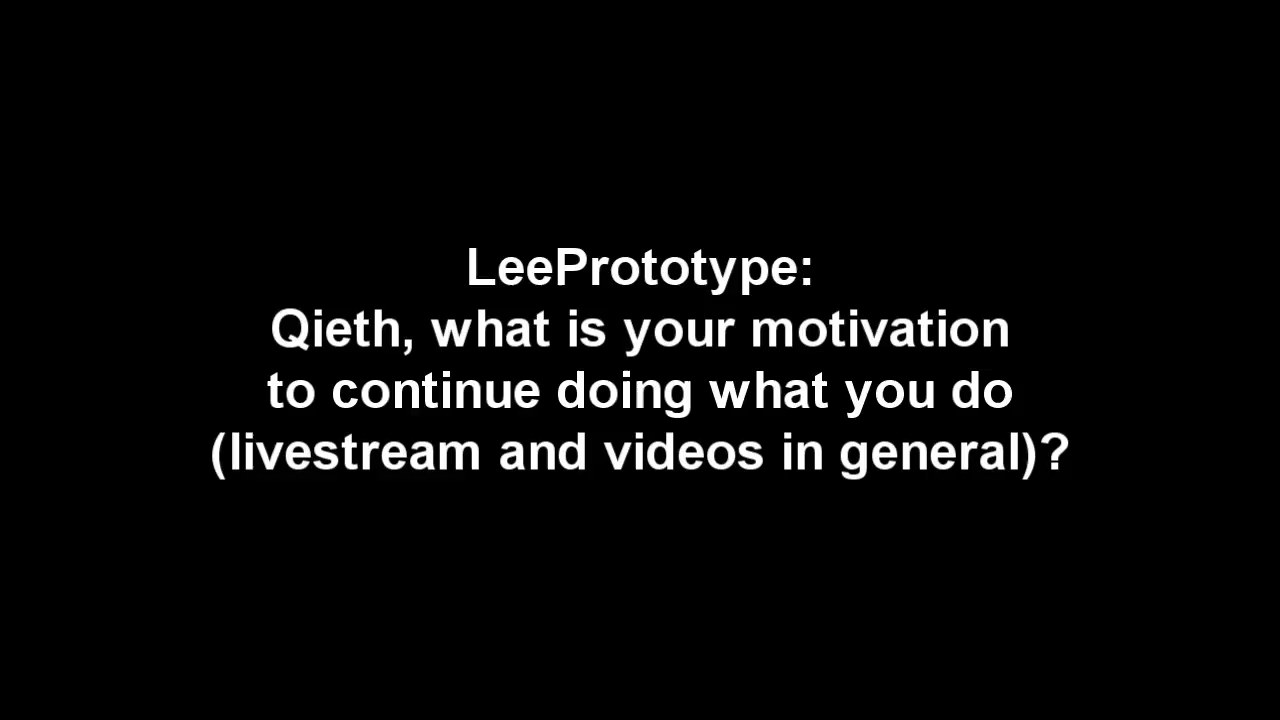 LeePrototype:
Qieth, what is your motivation
to continue doing what you do
(livestream and videos in general)?